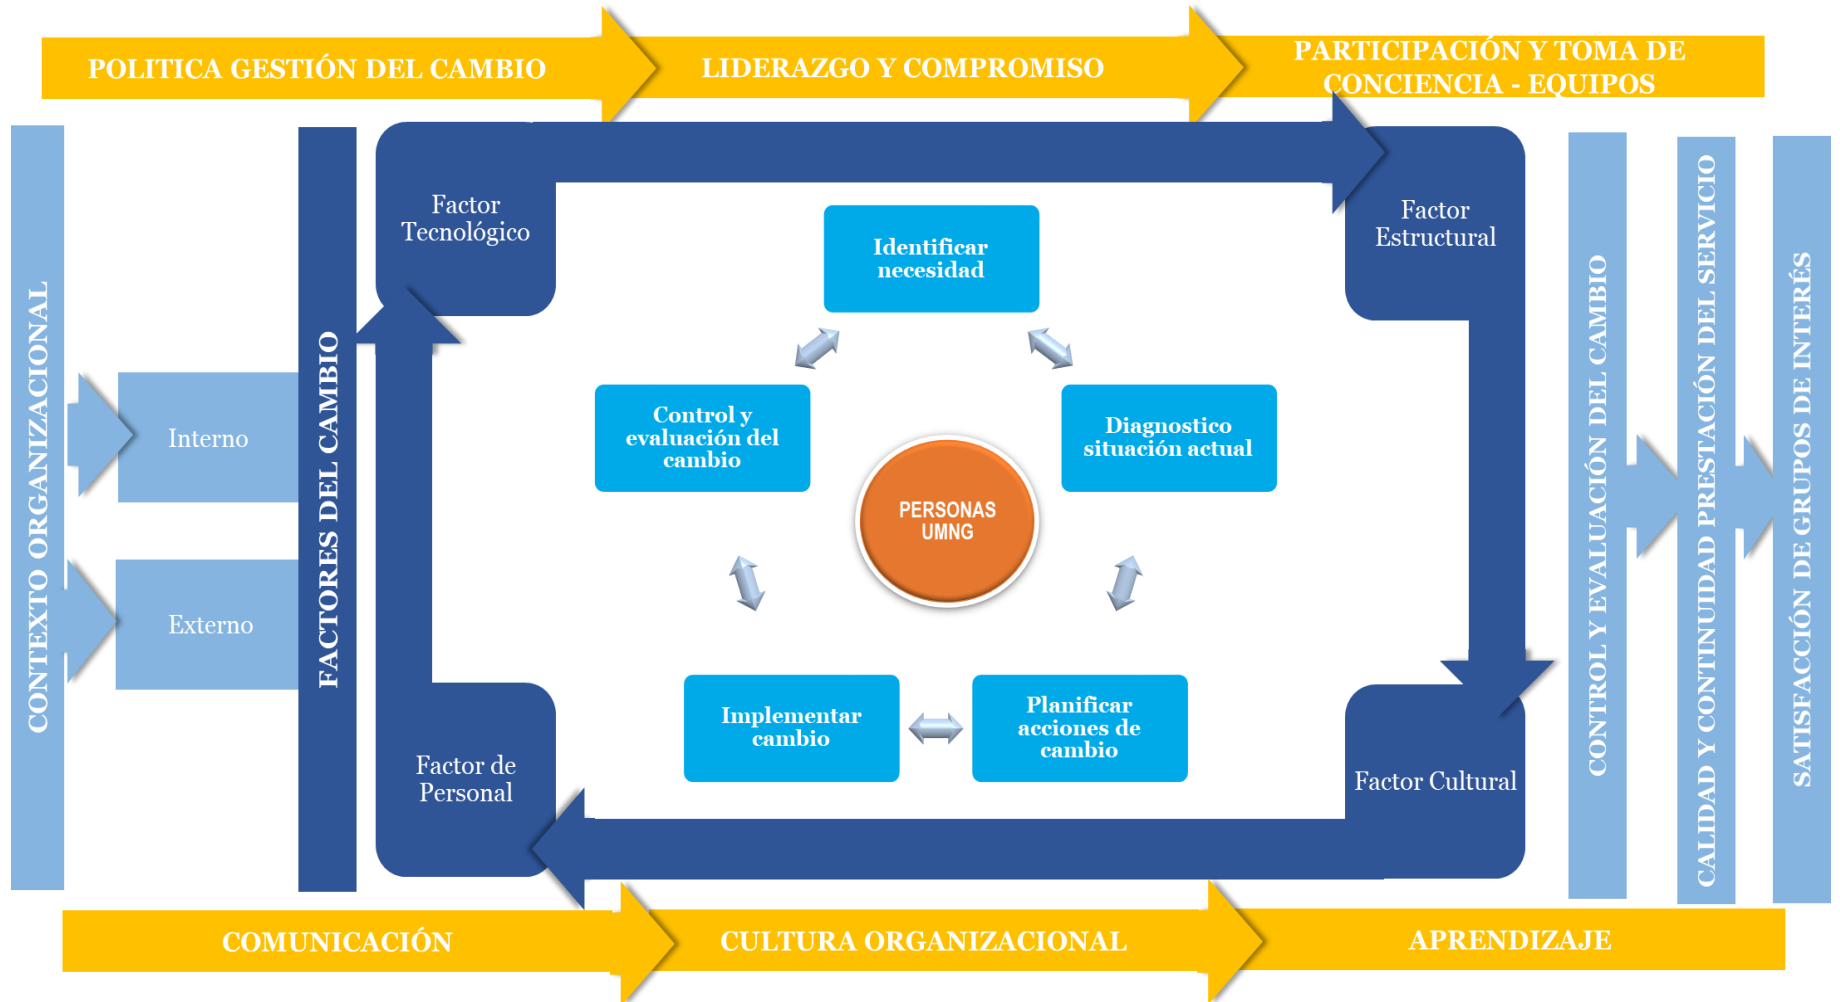 POLITICA GESTIÓN DEL CAMBIO
LIDERAZGO Y COMPROMISO
PARTICIPACIÓN Y TOMA DE
CONCIENCIA - EQUIPOS
CONTEXTO ORGANIZACIONAL
Interno
Externo
FACTORES DEL CAMBIO
Factor
Tecnológico
Factor
Estructural
Identificar
necesidad
Control y
evaluación del
cambio
Diagnostico
situación actual
PERSONAS
UMNG
Implementar
cambio
Planificar
acciones de
cambio
Factor de
Personal
Factor Cultural
CONTROL Y EVALUACIÓN DEL CAMBIO
CALIDAD Y CONTINUIDAD PRESTACIÓN DEL SERVICIO
SATISFACCIÓN DE GRUPOS DE INTERÉS
COMUNICACIÓN
CULTURA ORGANIZACIONAL
APRENDIZAJE